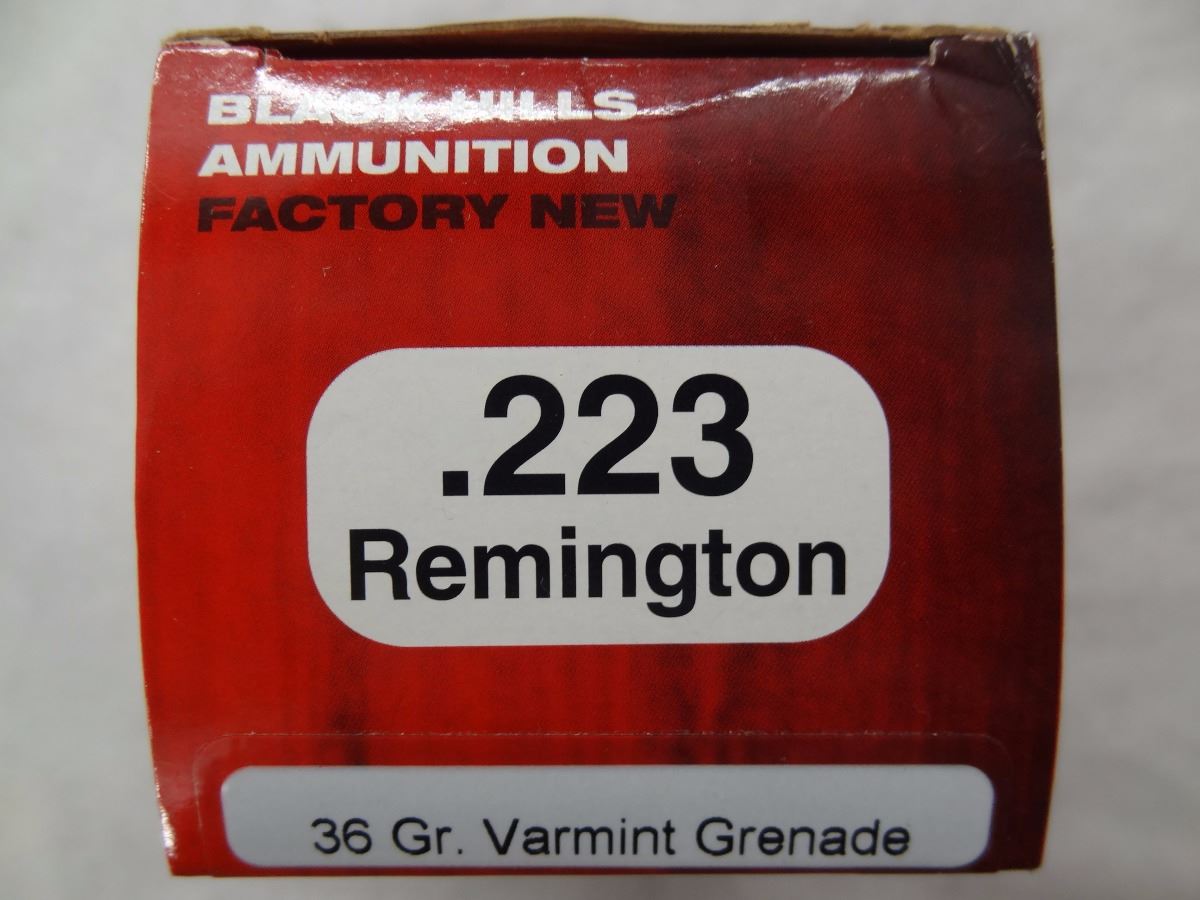 BLACK HILLS
AMMUNITION
FACTORY NEW
.223
Remington
36 Gr. Varmint Grenade